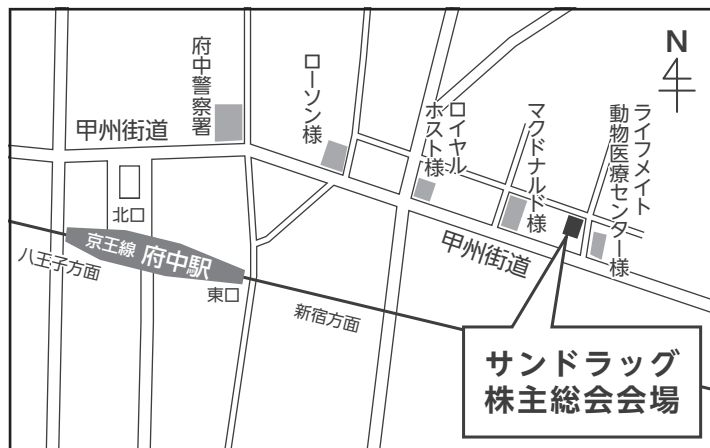 N
府中警察署
ローソン様
ロイヤル
ホスト様
マクドナルド様
ライフメイト
動物医療センター様
甲州街道
北口
京王線 府中駅
八王子方面
東口
新宿方面
甲州街道
サンドラッグ
株主総会会場